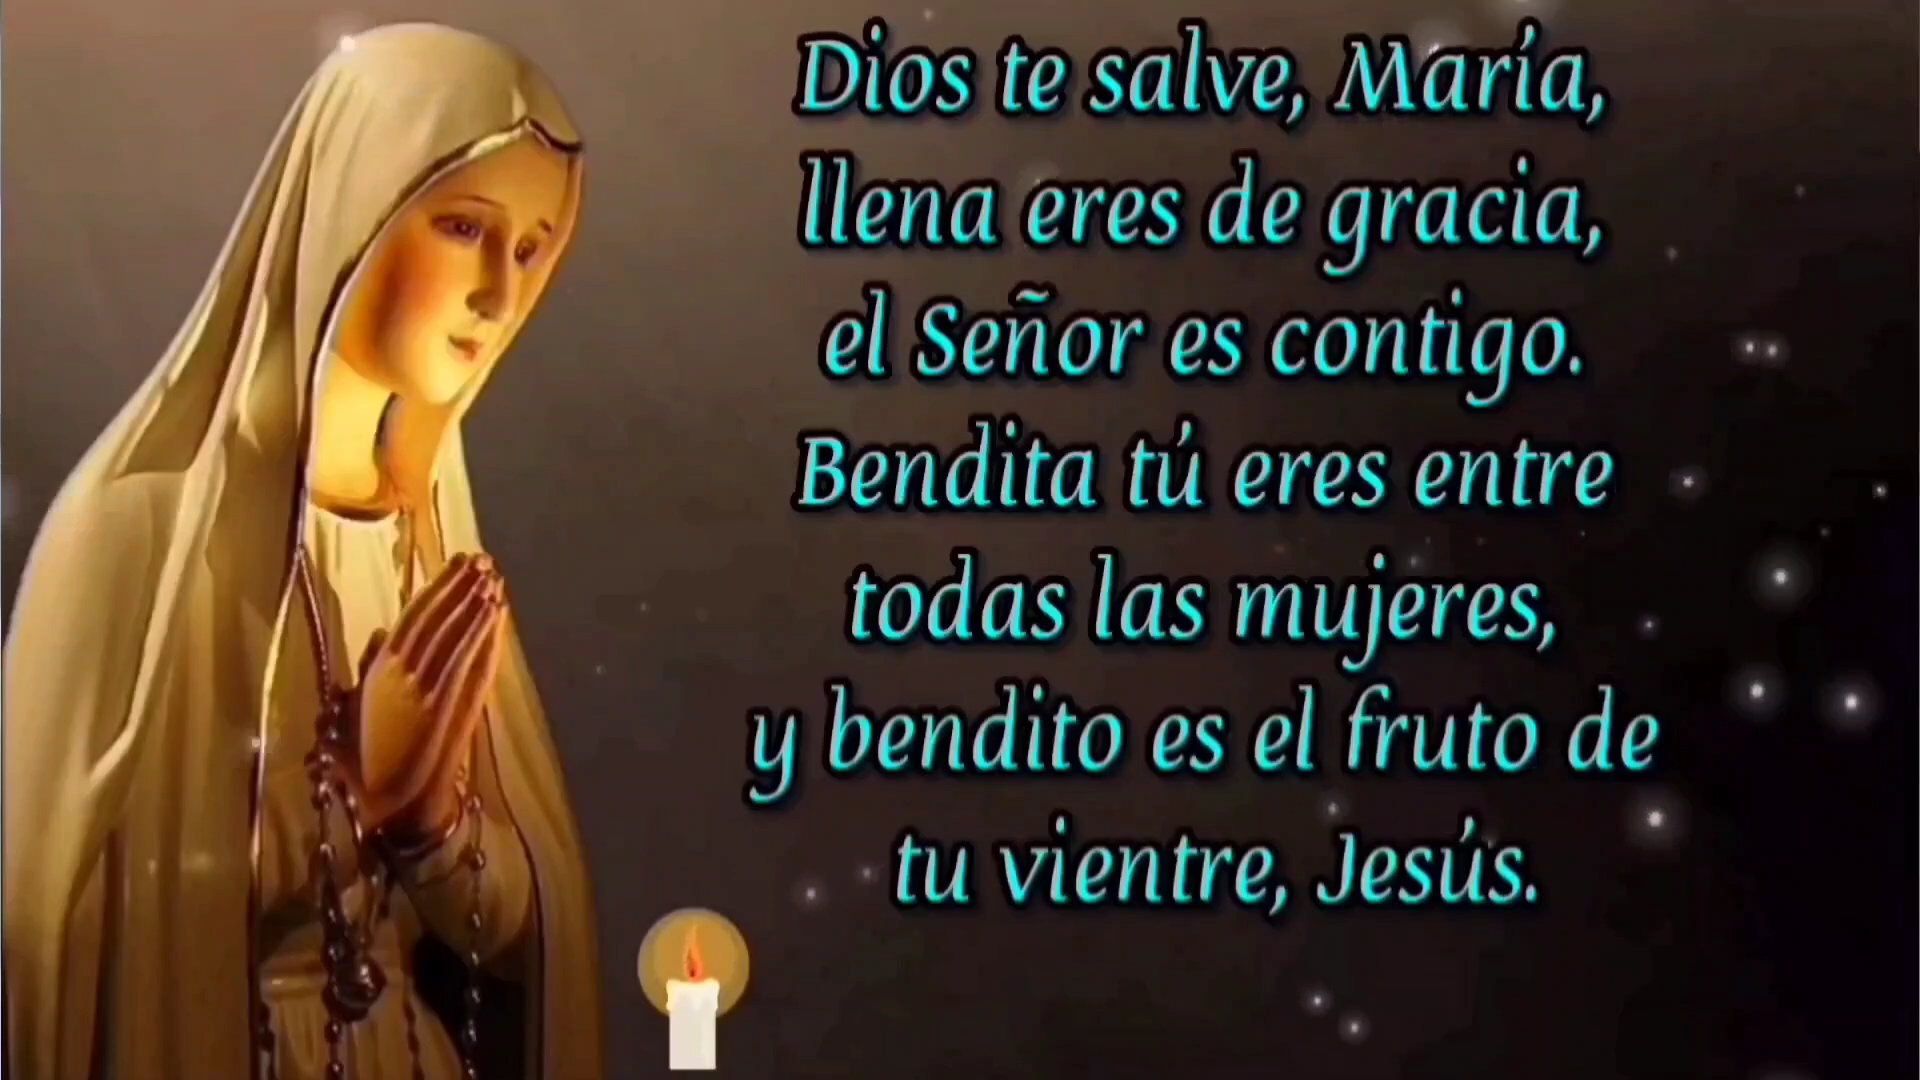 Dios te salve, María,
llena eres de gracia,
el Señor es contigo.
Bendita tú eres entre
todas las mujeres,
y bendito es el fruto de
tu vientre, Jesús.